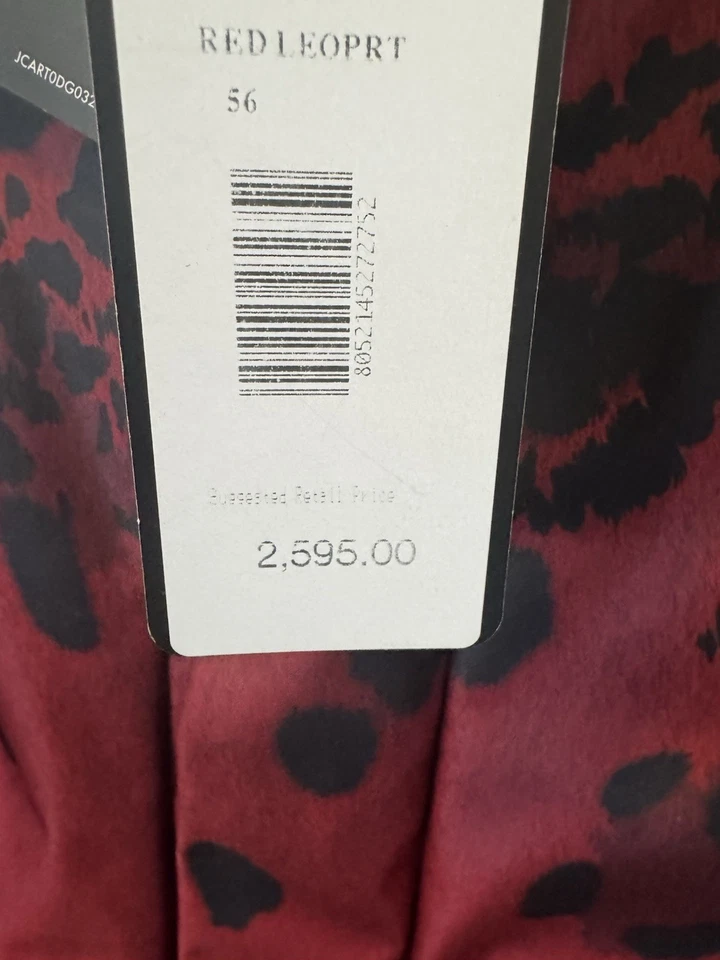 JCART0DG032
RED LEOPRT
56
8052145272752
Suggested Retail Price
2,595.00